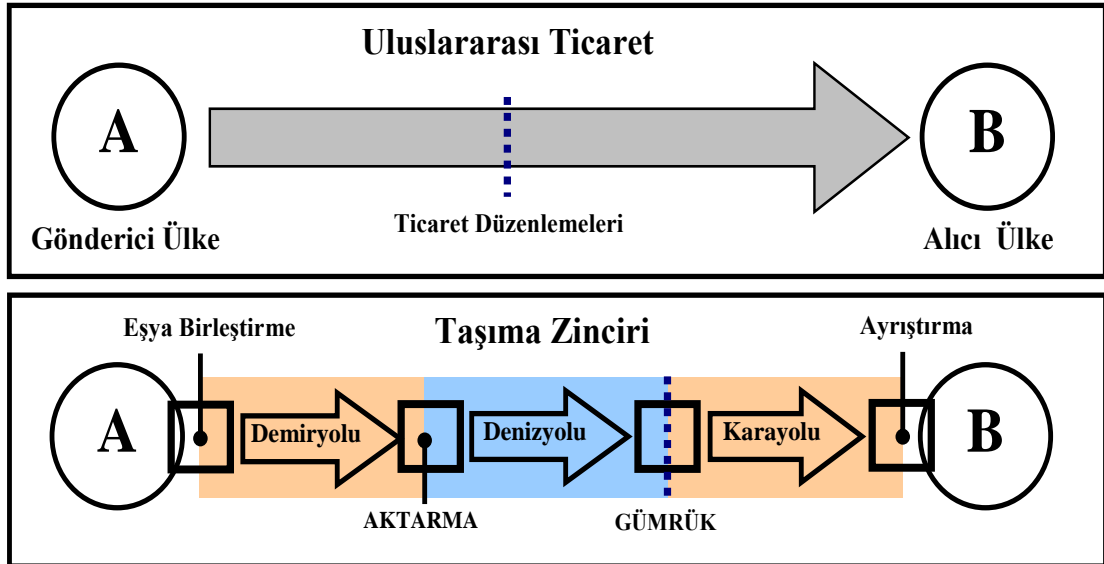 Uluslararası Ticaret
A
B
Ticaret Düzenlemeleri
Gönderici Ülke
Alıcı Ülke
Eşya Birleştirme
Taşıma Zinciri
Ayrıştırma
A
Demiryolu
Denizyolu
Karayolu
B
AKTARMA
GÜMRÜK